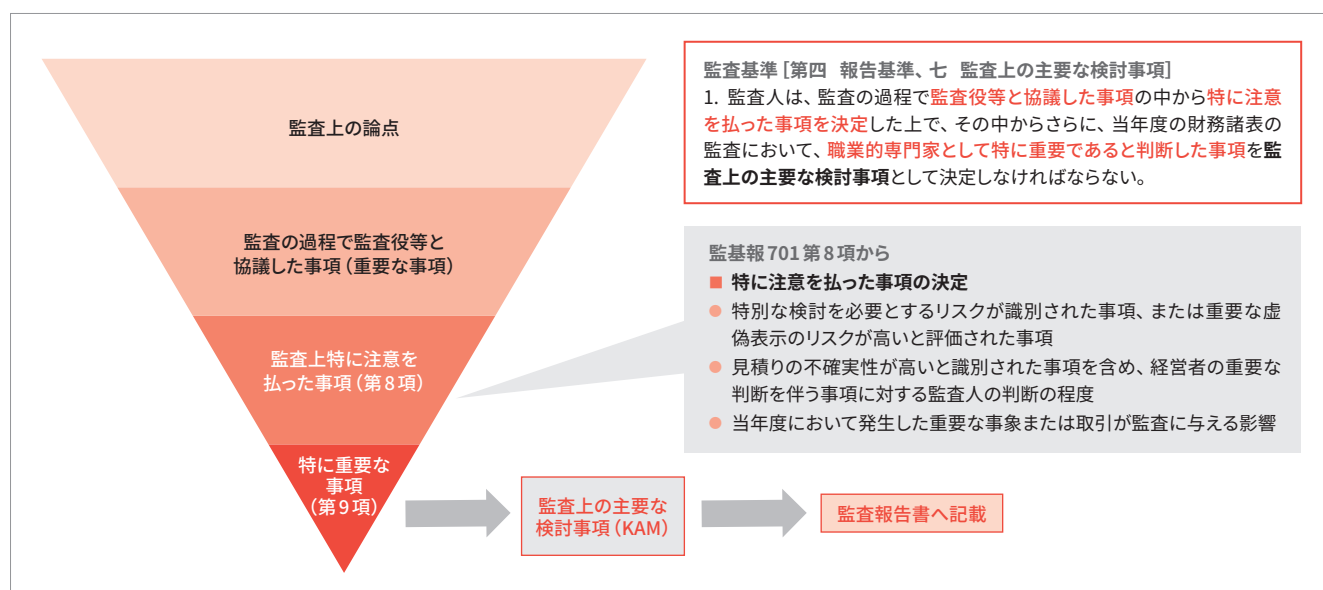 監査上の論点
監査の過程で監査役等と
協議した事項（重要な事項）
監査上特に注意を
払った事項（第8項）
特に重要な
事項
（第9項）
監査上の主要な
検討事項（KAM）
監査報告書へ記載
監査基準［第四　報告基準、七　監査上の主要な検討事項］
1. 監査人は、監査の過程で監査役等と協議した事項の中から特に注意
を払った事項を決定した上で、その中からさらに、当年度の財務諸表の
監査において、職業的専門家として特に重要であると判断した事項を監
査上の主要な検討事項として決定しなければならない。
監基報701第8項から
■ 特に注意を払った事項の決定
● 特別な検討を必要とするリスクが識別された事項、または重要な虚
偽表示のリスクが高いと評価された事項
● 見積りの不確実性が高いと識別された事項を含め、経営者の重要な
判断を伴う事項に対する監査人の判断の程度
● 当年度において発生した重要な事象または取引が監査に与える影響